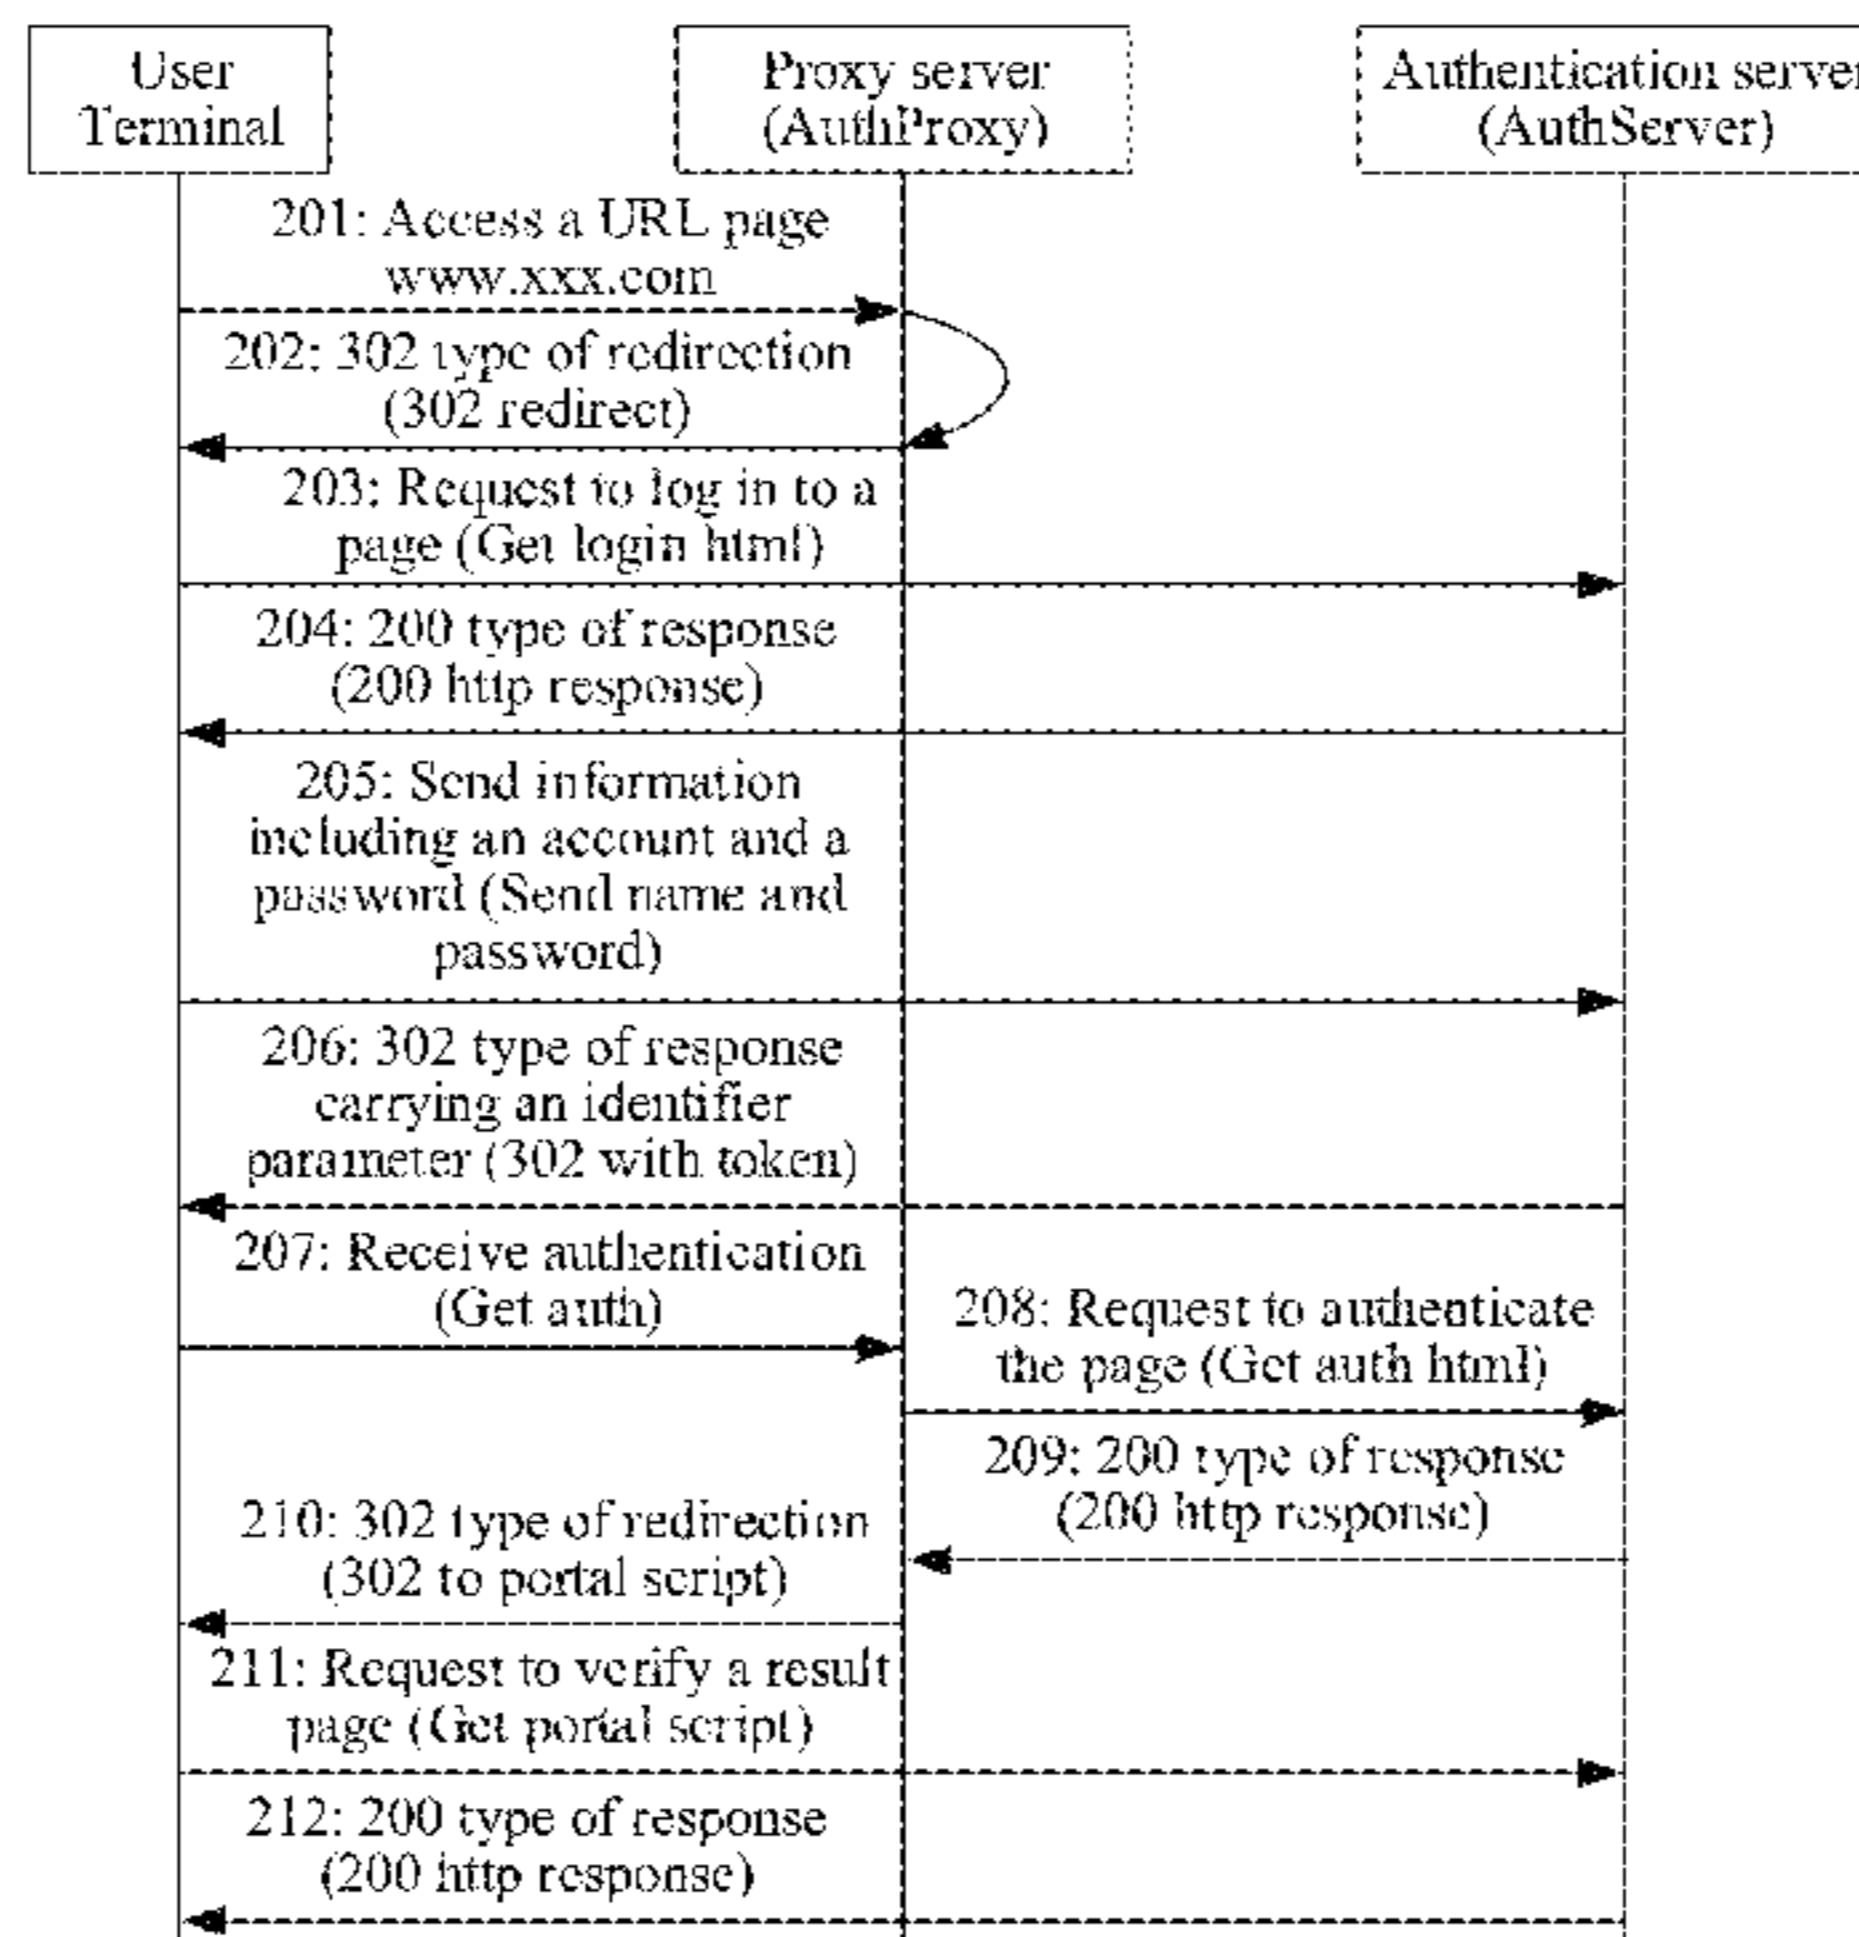 User
Terminal
Proxy server
(AuthProxy)
Authentication server
(AuthServer)
201: Access a URL page
www.xxx.com
202: 302 type of redirection
(302 redirect)
203: Request to log in to a
page (Get login html)
204: 200 type of response
(200 http response)
205: Send information
including an account and a
password (Send name and
password)
206: 302 type of response
carrying an identifier
parameter (302 with token)
207: Receive authentication
(Get auth)
208: Request to authenticate
the page (Get auth html)
209: 200 type of response
(200 http response)
210: 302 type of redirection
(302 to portal script)
211: Request to verify a result
page (Get portal script)
212: 200 type of response
(200 http response)